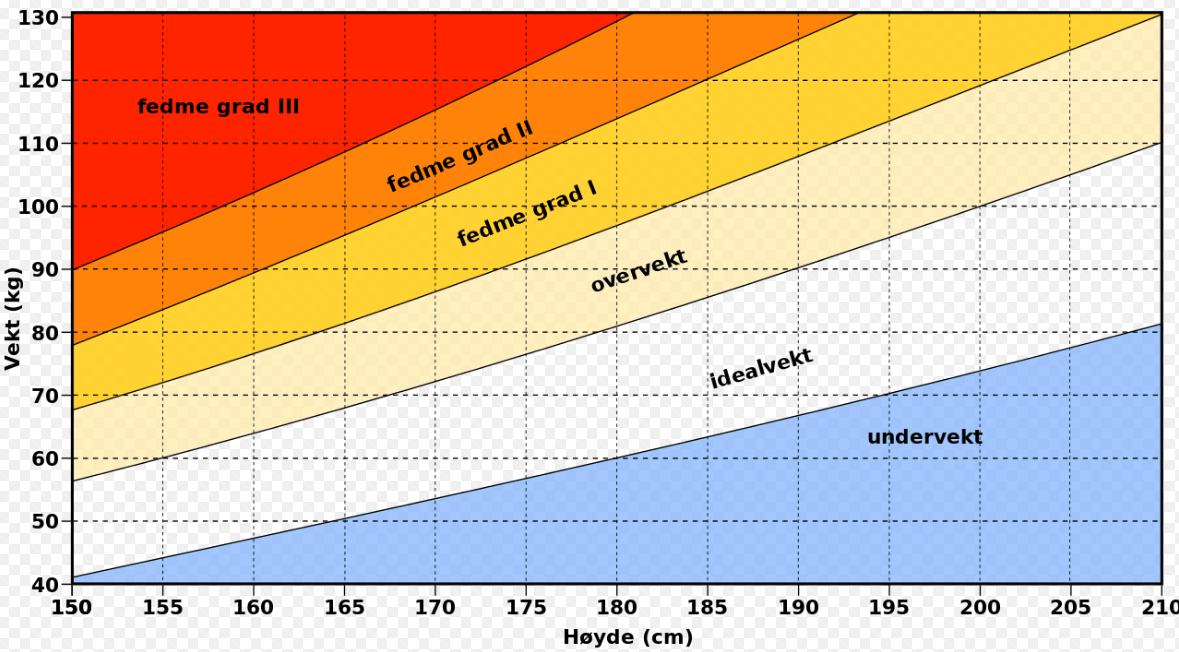 130
120
110
100
90
80
70
60
50
40
Vekt (kg)
fedme grad III
fedme grad II
fedme grad I
overvekt
idealvekt
undervekt
150 155 160 165 170 175 180 185 190 195 200 205 210
Høyde (cm)